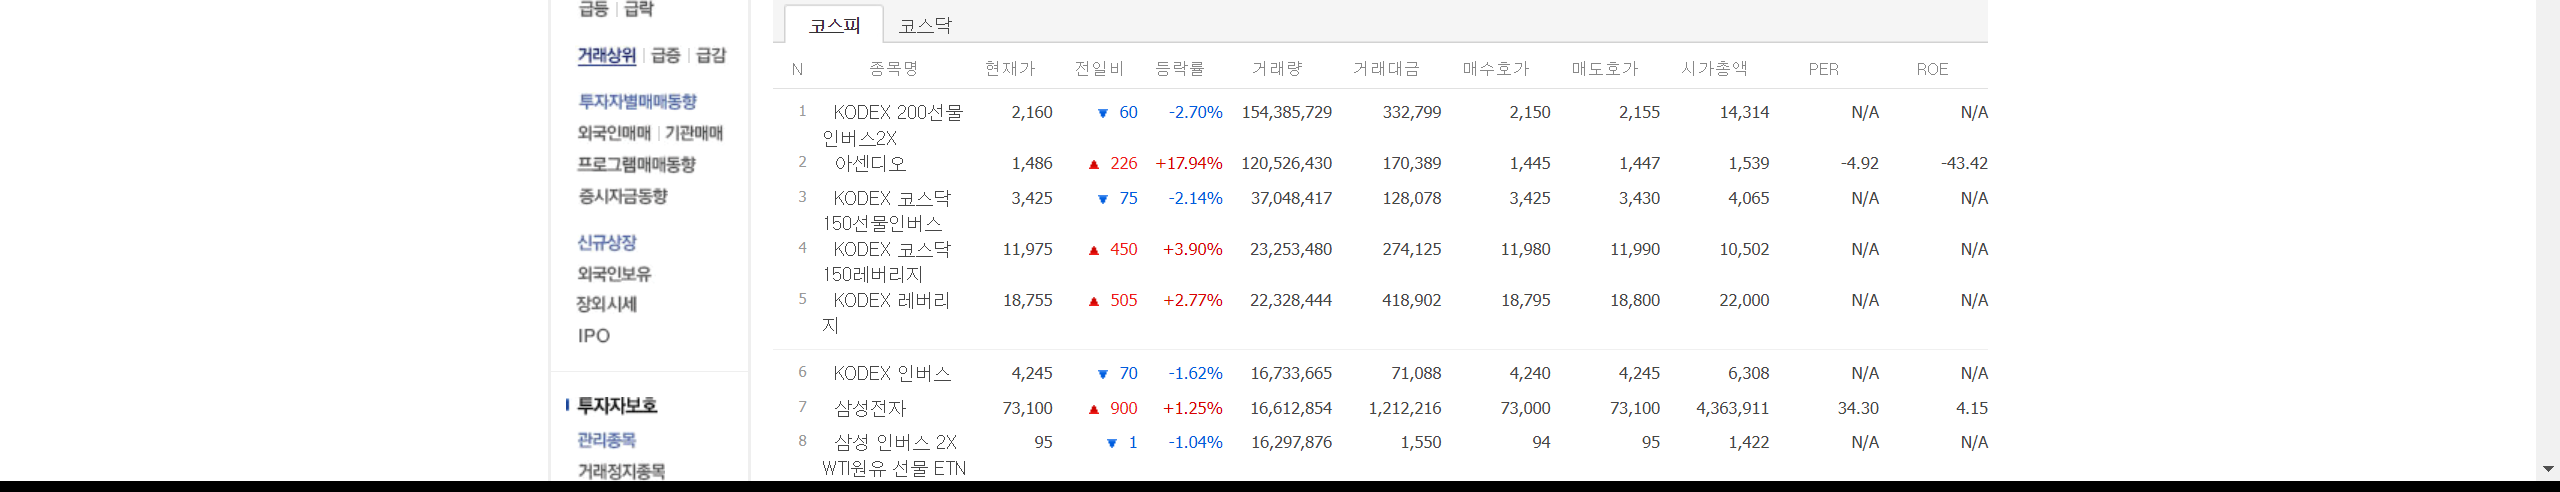 급등 | 급락
거래상위 | 급증 | 급감
투자자별매매동향
외국인매매 | 기관매매
프로그램매매동향
증시자금동향
신규상장
외국인보유
장외시세
IPO
투자자보호
관리종목
거래정지종목
코스피 코스닥
N 종목명 현재가 전일비 등락률 거래량 거래대금 매수호가 매도호가 시가총액 PER ROE
1 KODEX 200선물 2,160 ▼ 60 -2.70% 154,385,729 332,799 2,150 2,155 14,314 N/A N/A
인버스2X
2 아센디오 1,486 ▲ 226 +17.94% 120,526,430 170,389 1,445 1,447 1,539 -4.92 -43.42
3 KODEX 코스닥 3,425 ▼ 75 -2.14% 37,048,417 128,078 3,425 3,430 4,065 N/A N/A
150선물인버스
4 KODEX 코스닥 11,975 ▲ 450 +3.90% 23,253,480 274,125 11,980 11,990 10,502 N/A N/A
150레버리지
5 KODEX 레버리 18,755 ▲ 505 +2.77% 22,328,444 418,902 18,795 18,800 22,000 N/A N/A
지
6 KODEX 인버스 4,245 ▼ 70 -1.62% 16,733,665 71,088 4,240 4,245 6,308 N/A N/A
7 삼성전자 73,100 ▲ 900 +1.25% 16,612,854 1,212,216 73,000 73,100 4,363,911 34.30 4.15
8 삼성 인버스 2X 95 ▼ 1 -1.04% 16,297,876 1,550 94 95 1,422 N/A N/A
WTI원유 선물 ETN